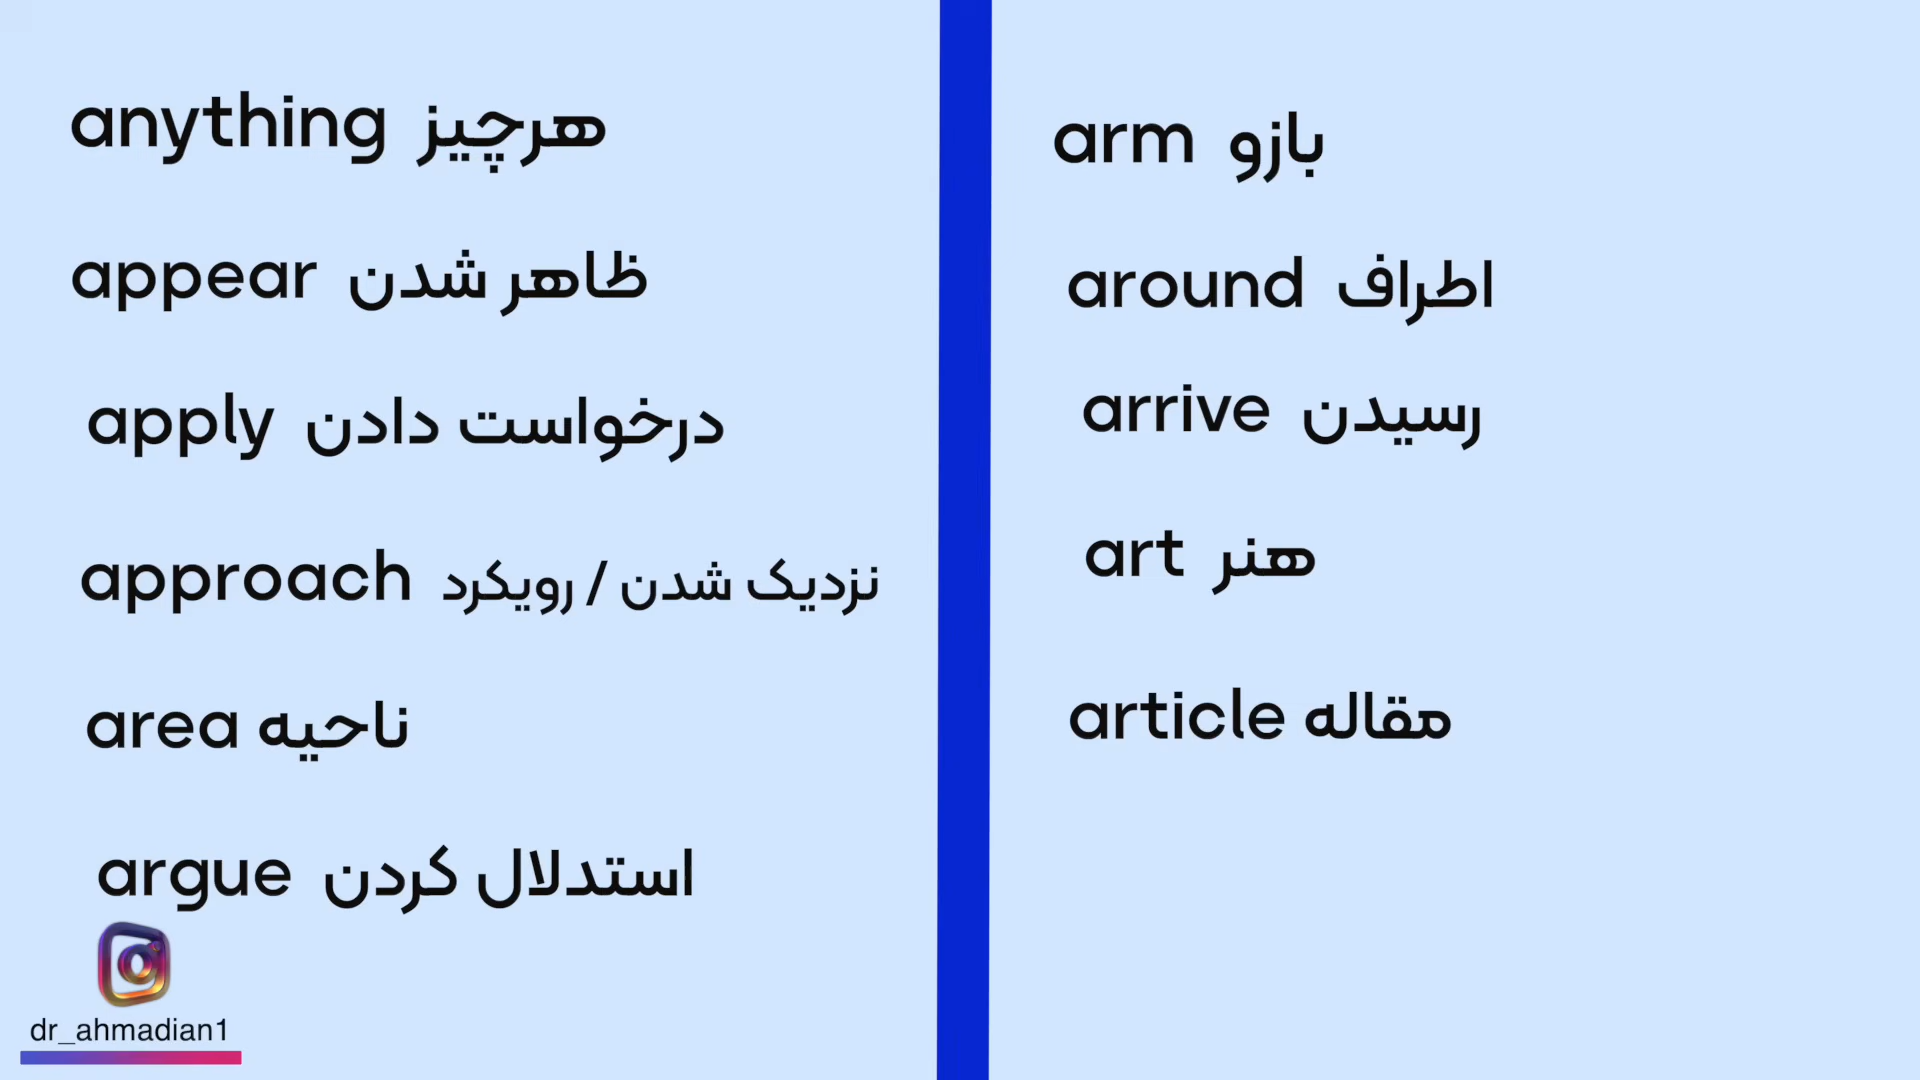 anything هرچیز
appear ظاهر شدن
apply درخواست دادن
approach نزدیک شدن / رویکرد
area ناحیه
argue استدلال کردن
dr_ahmadian1
arm بازو
around اطراف
arrive رسیدن
art هنر
article مقاله